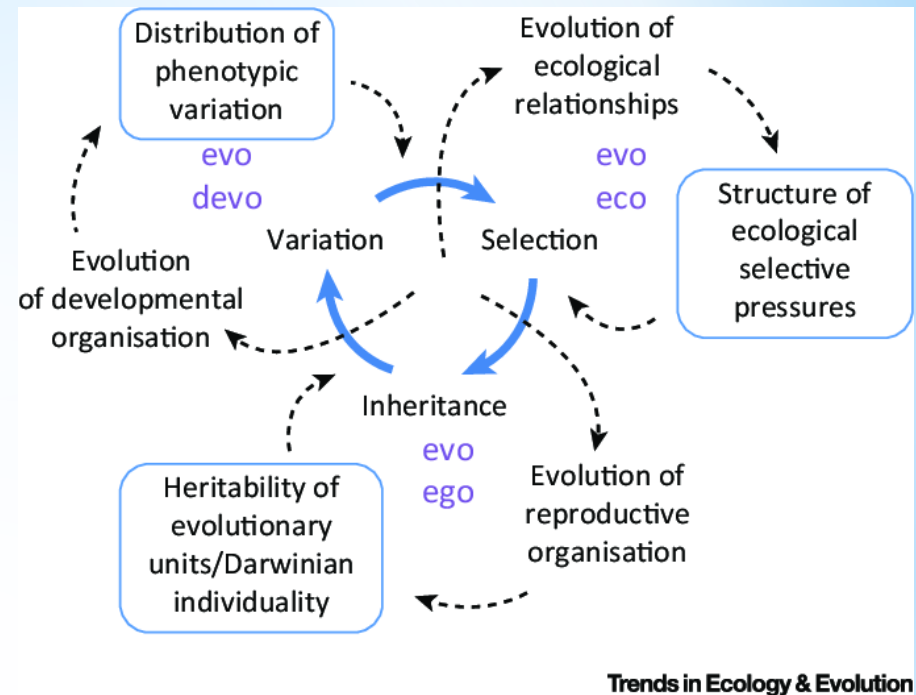 Distribution of
phenotypic
variation
Evolution of
ecological
relationships
evo
devo
evo
eco
Structure of
ecological
selective
pressures
Variation
Selection
Evolution
of developmental
organisation
Inheritance
evo
ego
Heritability of
evolutionary
units/Darwinian
individuality
Evolution of
reproductive
organisation
Trends in Ecology & Evolution